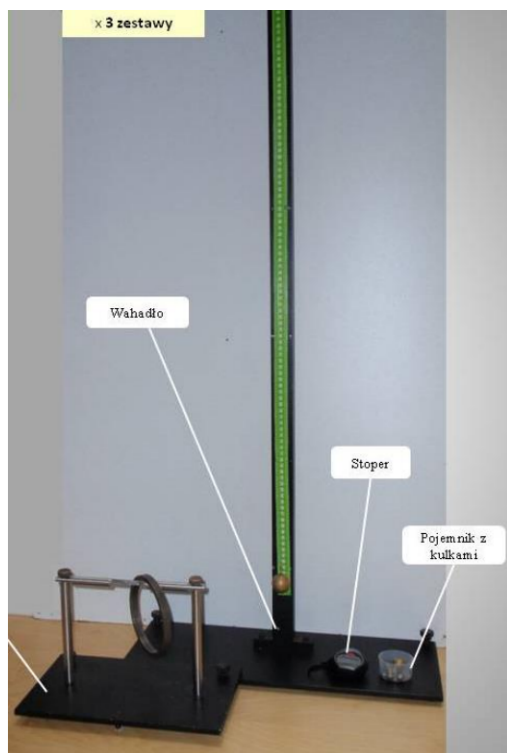 x 3 zestawy
Wahadło
Stoper
Pojemnik z
kulkami